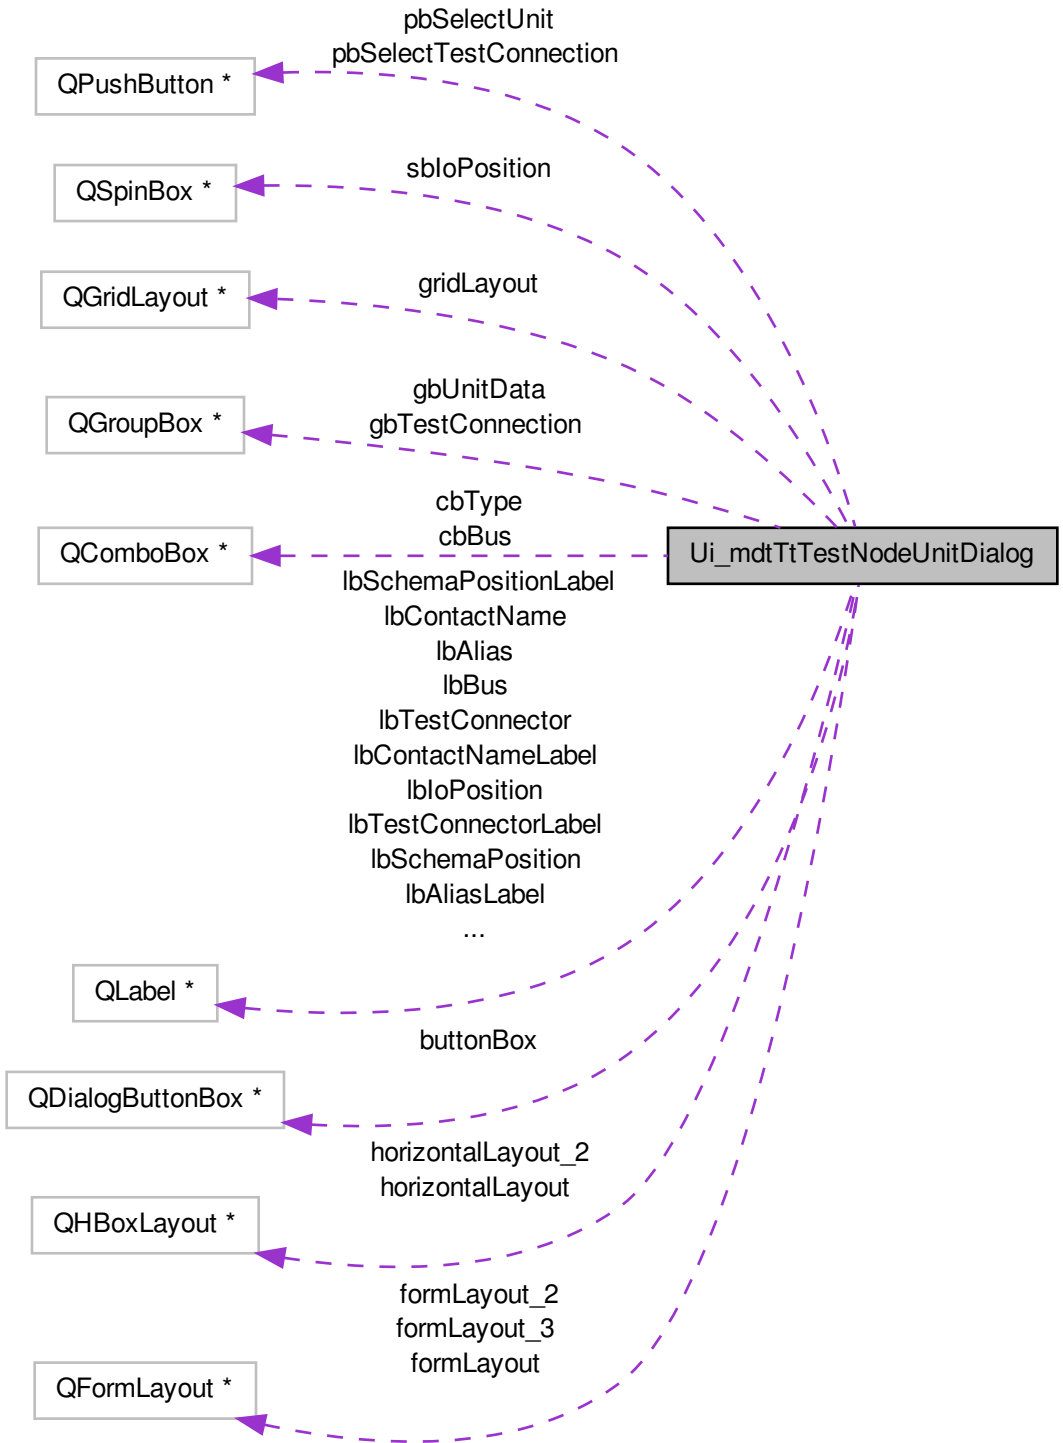 pbSelectUnit
pbSelectTestConnection
QPushButton *
sbIoPosition
QSpinBox *
gridLayout
QGridLayout *
gbUnitData
gbTestConnection
QGroupBox *
cbType
cbBus
QComboBox *
Ui_mdtTtTestNodeUnitDialog
lbSchemaPositionLabel
lbContactName
lbAlias
lbBus
lbTestConnector
lbContactNameLabel
lbIoPosition
lbTestConnectorLabel
lbSchemaPosition
lbAliasLabel
...
QLabel *
buttonBox
QDialogButtonBox *
horizontalLayout_2
horizontalLayout
QHBoxLayout *
formLayout_2
formLayout_3
formLayout
QFormLayout *